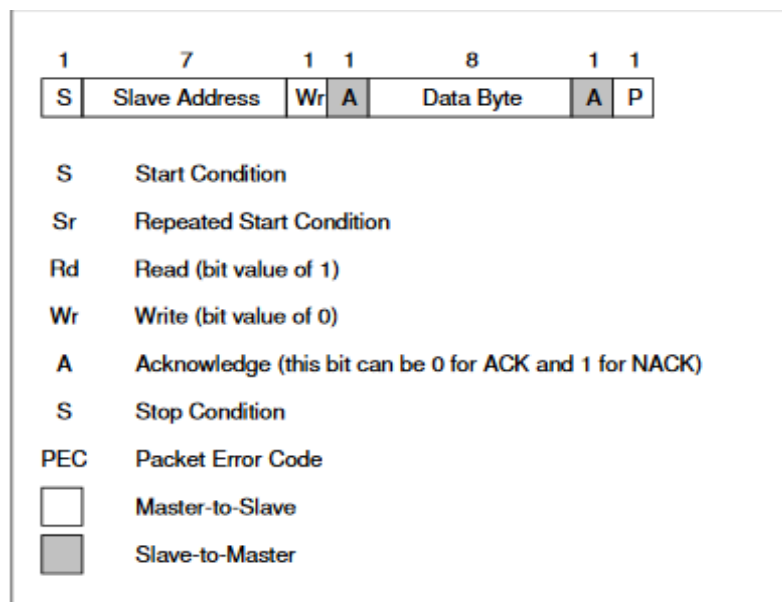 1 7 1 1 8 1 1
S Slave Address Wr A Data Byte A P
S Start Condition
Sr Repeated Start Condition
Rd Read (bit value of 1)
Wr Write (bit value of 0)
A Acknowledge (this bit can be 0 for ACK and 1 for NACK)
S Stop Condition
PEC Packet Error Code
Master-to-Slave
Slave-to-Master